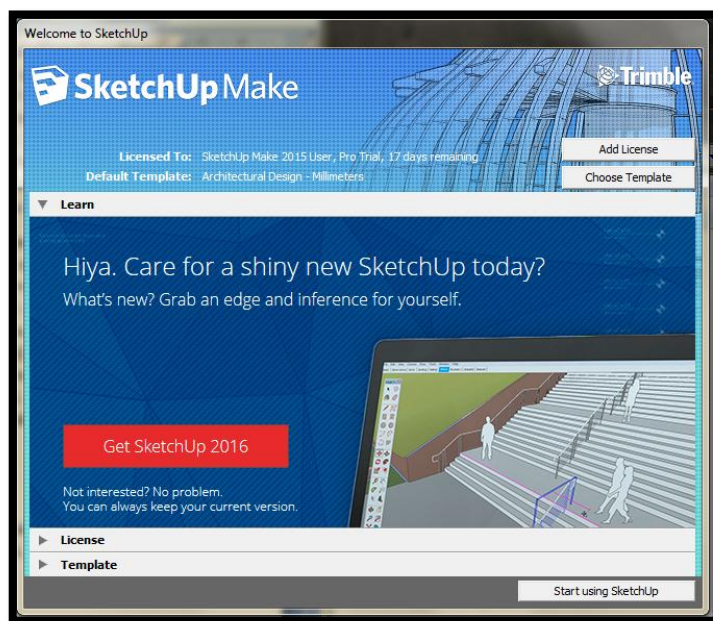 Welcome to SketchUp
SketchUp Make
Trimble
Licensed To: SketchUp Make 2015 User, Pro Trial, 17 days remaining
Add License
Default Template: Architectural Design - Millimeters
Choose Template
Learn
Hiya. Care for a shiny new SketchUp today?
What's new? Grab an edge and inference for yourself.
Get SketchUp 2016
Not interested? No problem.
You can always keep your current version.
License
Template
Start using SketchUp